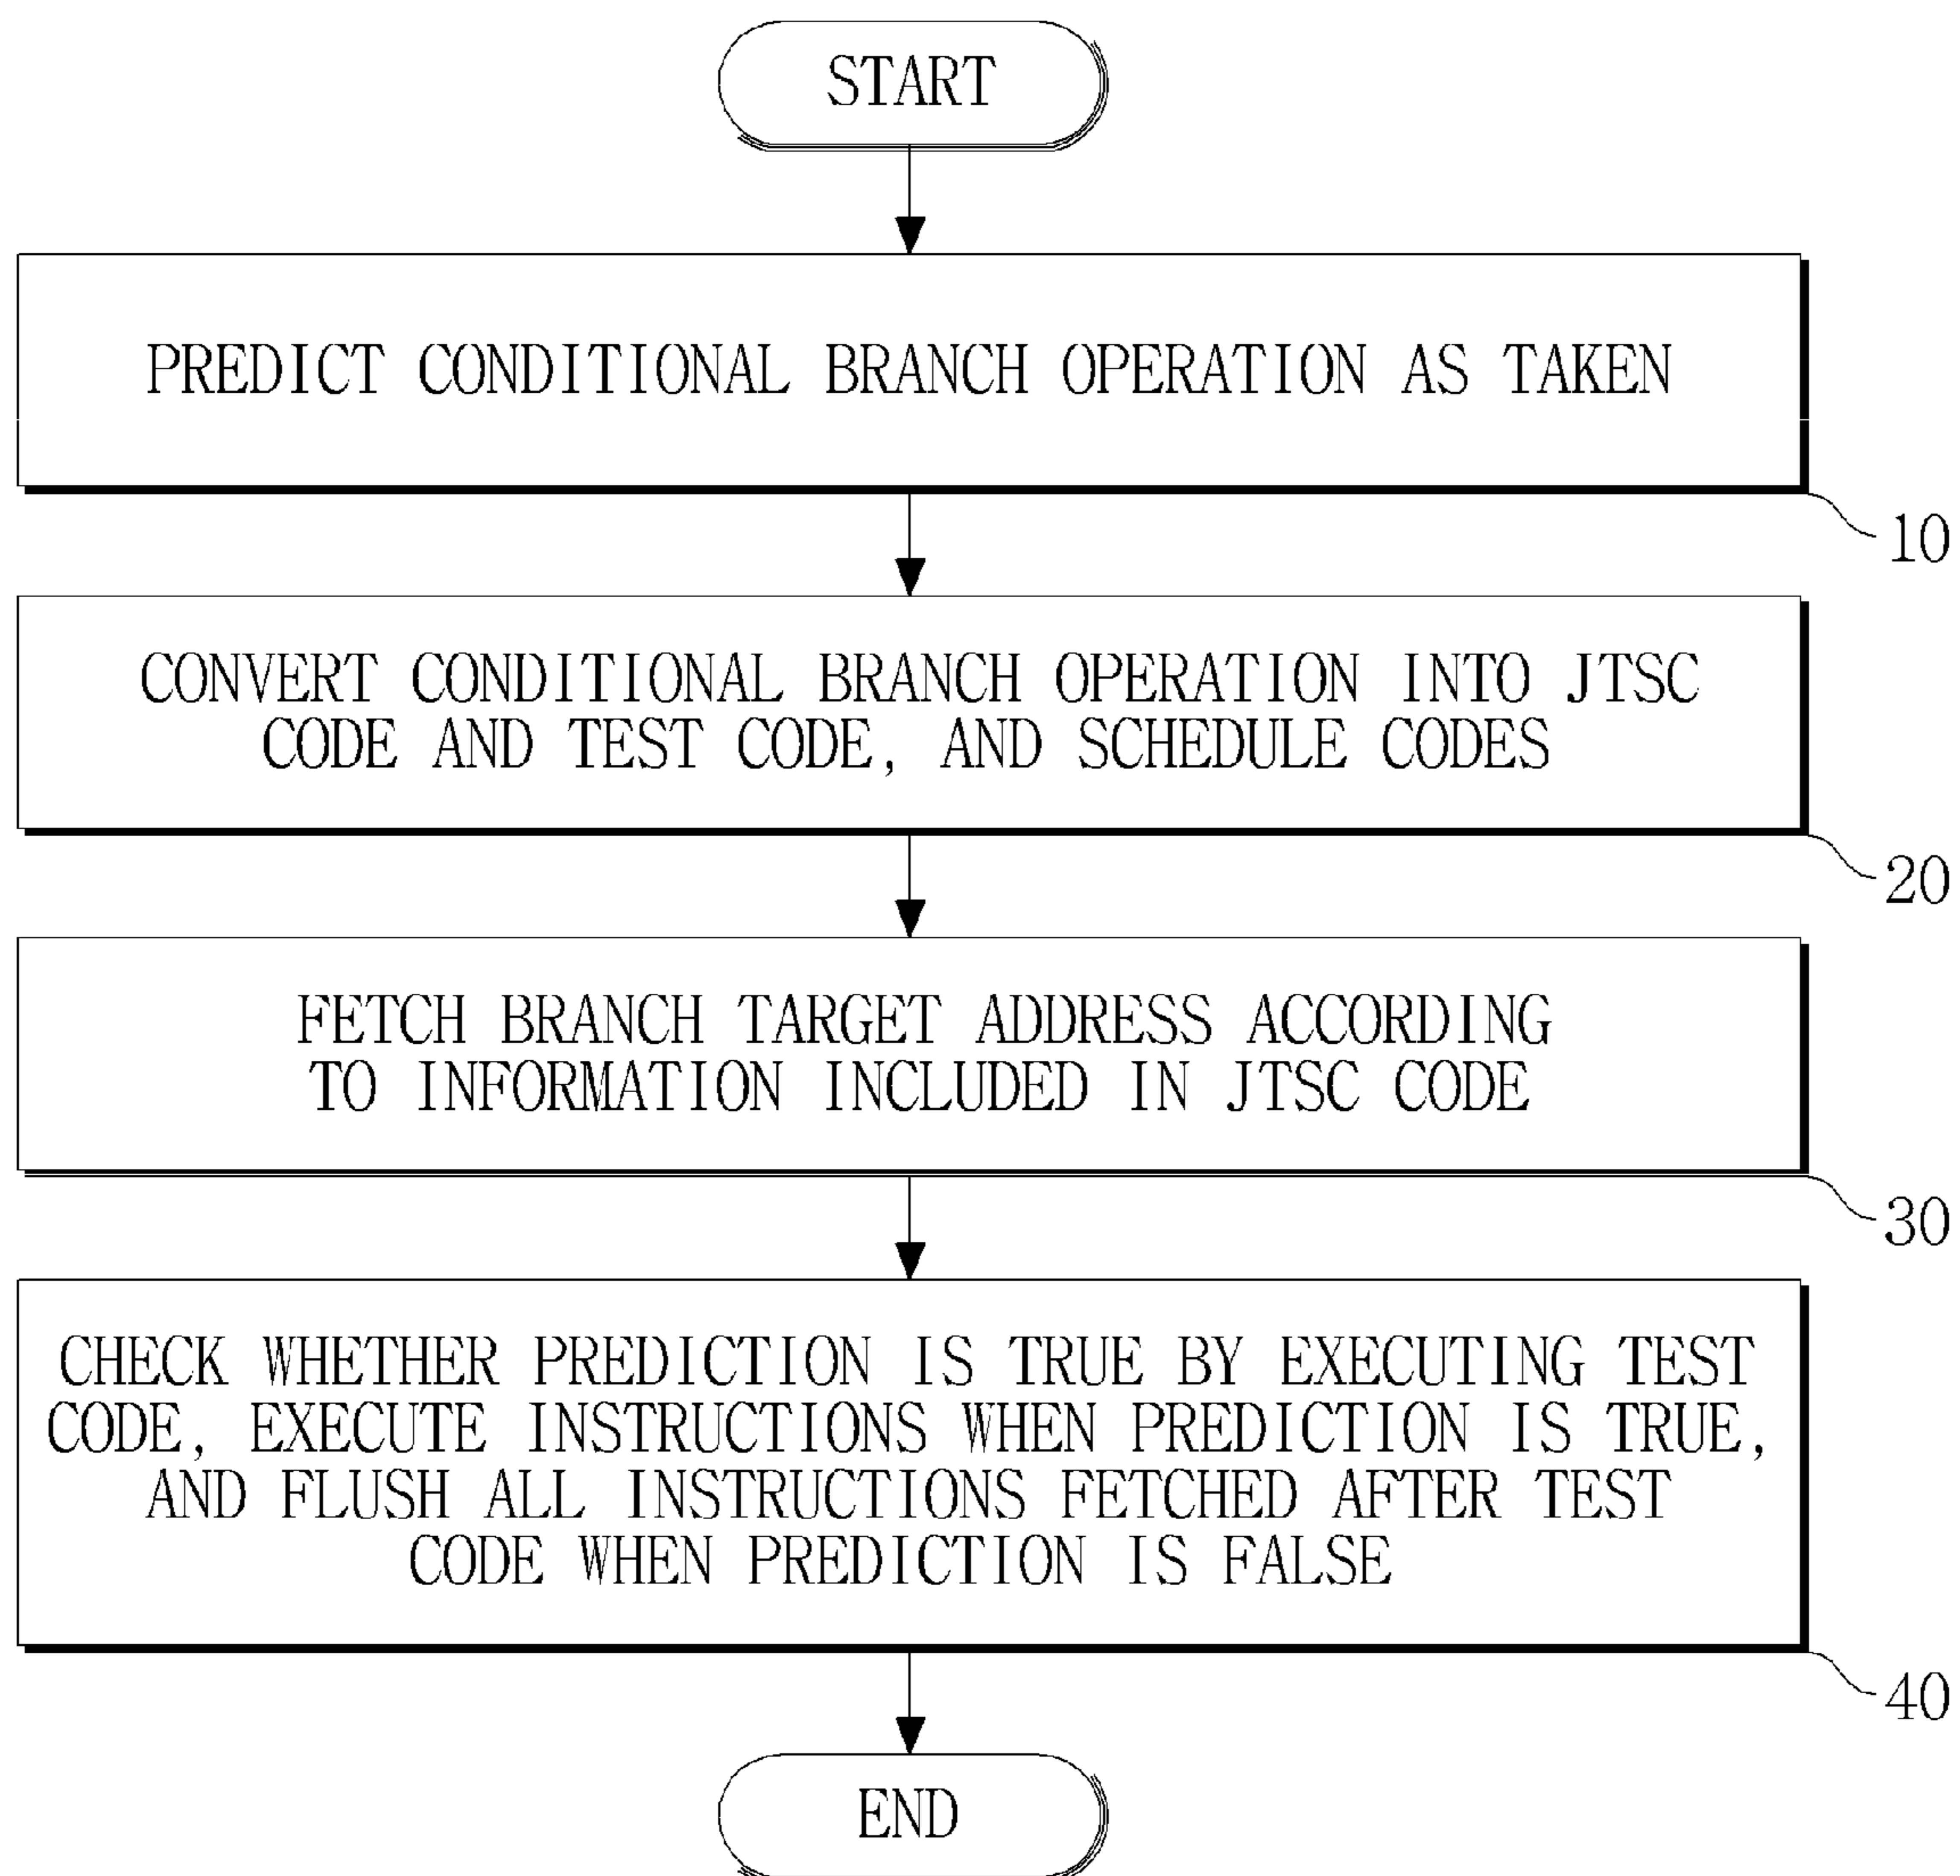 START
PREDICT CONDITIONAL BRANCH OPERATION AS TAKEN
10
CONVERT CONDITIONAL BRANCH OPERATION INTO JTSC
CODE AND TEST CODE, AND SCHEDULE CODES
20
FETCH BRANCH TARGET ADDRESS ACCORDING
TO INFORMATION INCLUDED IN JTSC CODE
30
CHECK WHETHER PREDICTION IS TRUE BY EXECUTING TEST
CODE, EXECUTE INSTRUCTIONS WHEN PREDICTION IS TRUE,
AND FLUSH ALL INSTRUCTIONS FETCHED AFTER TEST
CODE WHEN PREDICTION IS FALSE
40
END